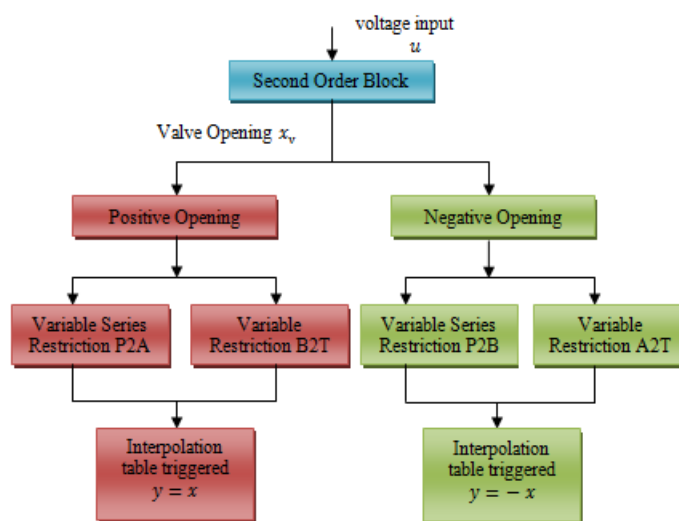 voltage input
u
Second Order Block
Valve Opening xᵥ
Positive Opening
Negative Opening
Variable Series
Restriction P2A
Variable
Restriction B2T
Variable Series
Restriction P2B
Variable
Restriction A2T
Interpolation
table triggered
y = x
Interpolation
table triggered
y = − x